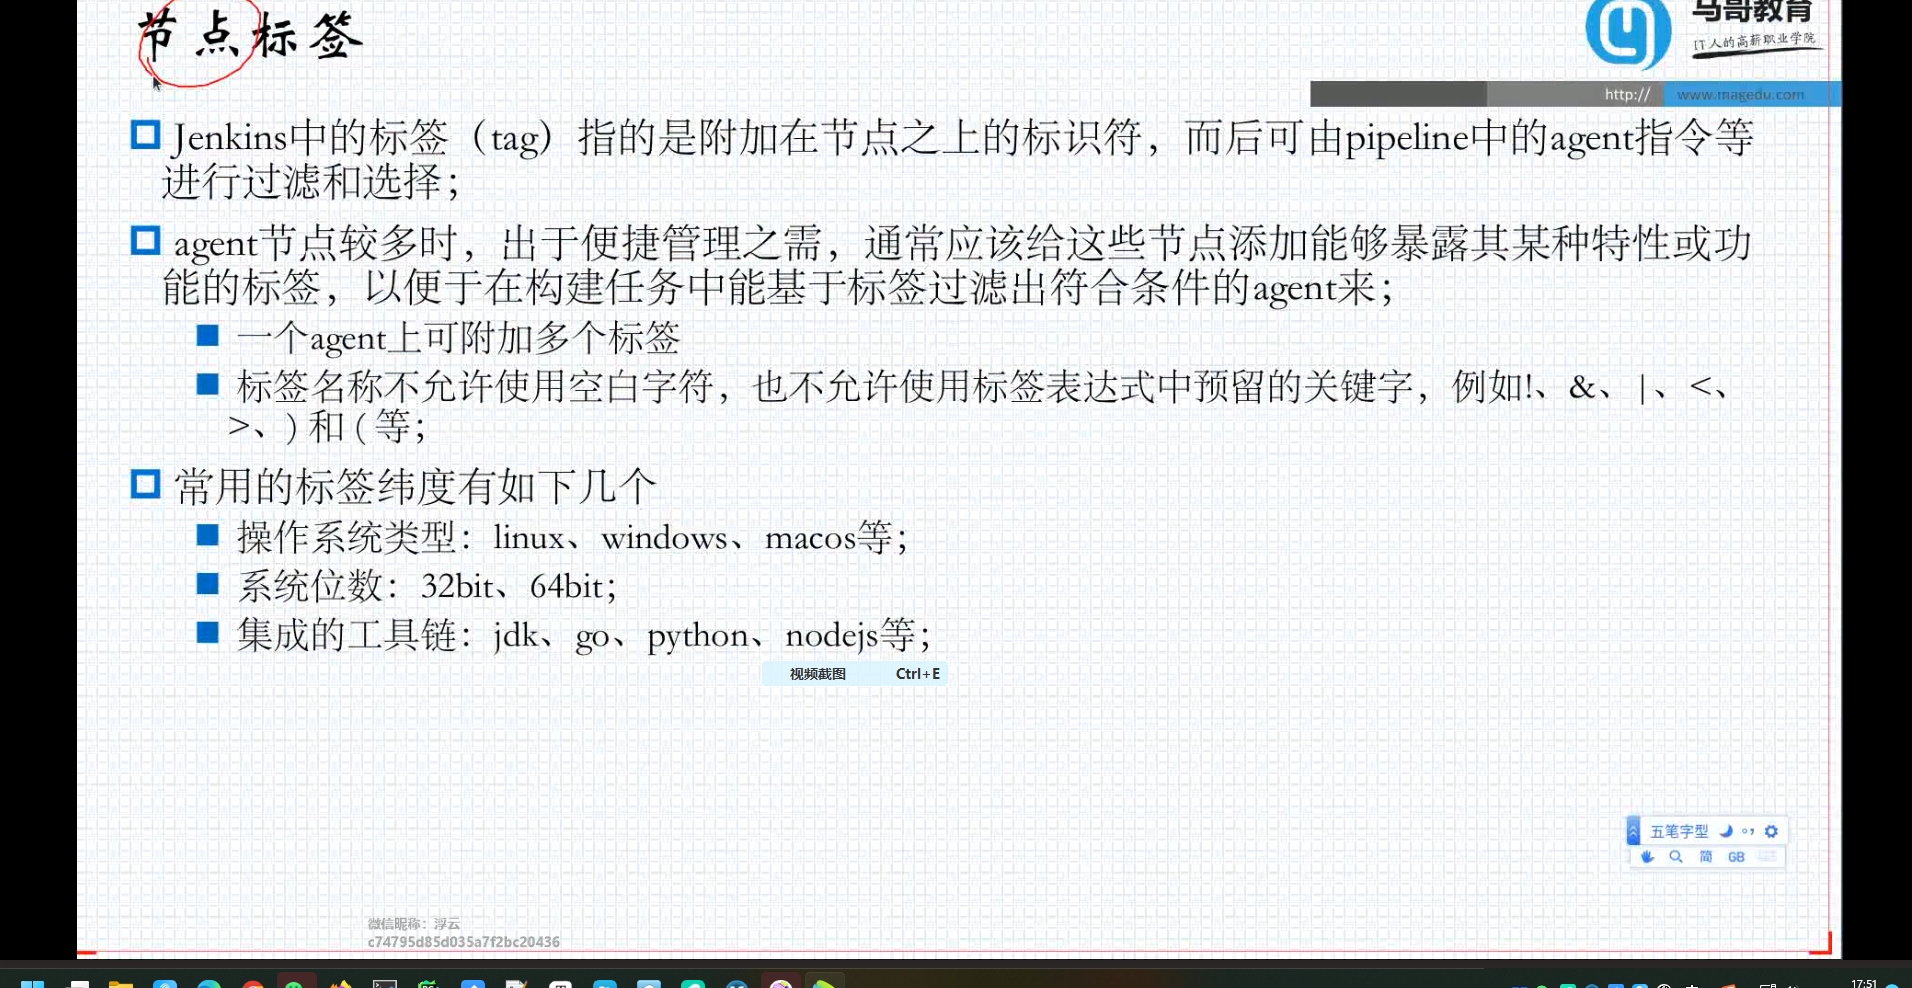 节点标签
马哥教育
IT人的高薪职业学院
http:// www.magedu.com
Jenkins中的标签（tag）指的是附加在节点之上的标识符，而后可由pipeline中的agent指令等
进行过滤和选择；
agent节点较多时，出于便捷管理之需，通常应该给这些节点添加能够暴露其某种特性或功
能的标签，以便于在构建任务中能基于标签过滤出符合条件的agent来；
一个agent上可附加多个标签
标签名称不允许使用空白字符，也不允许使用标签表达式中预留的关键字，例如!、&、|、<、
>、) 和 ( 等；
常用的标签纬度有如下几个
操作系统类型：linux、windows、macos等；
系统位数：32bit、64bit；
集成的工具链：jdk、go、python、nodejs等；
视频截图 Ctrl+E
五笔字型
简 GB
微信昵称：浮云
c74795d85d035a7f2bc20436
17:51